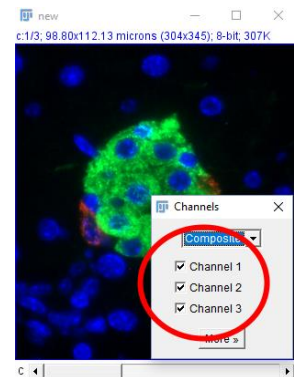 new
c:1/3; 98.80x112.13 microns (304x345); 8-bit; 307K
Channels
Composite
Channel 1
Channel 2
Channel 3
More »
c